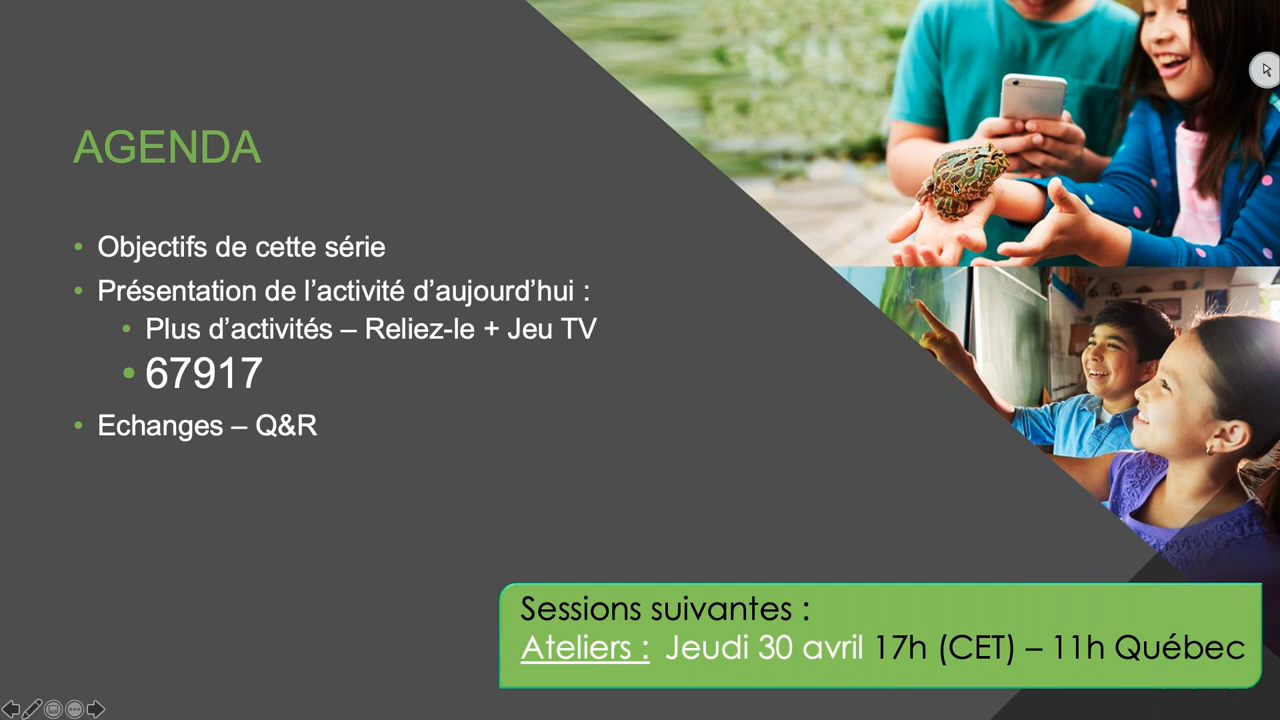 AGENDA
• Objectifs de cette série
• Présentation de l’activité d’aujourd’hui :
• Plus d’activités – Reliez-le + Jeu TV
• 67917
• Echanges – Q&R
Sessions suivantes :
Ateliers : Jeudi 30 avril 17h (CET) – 11h Québec